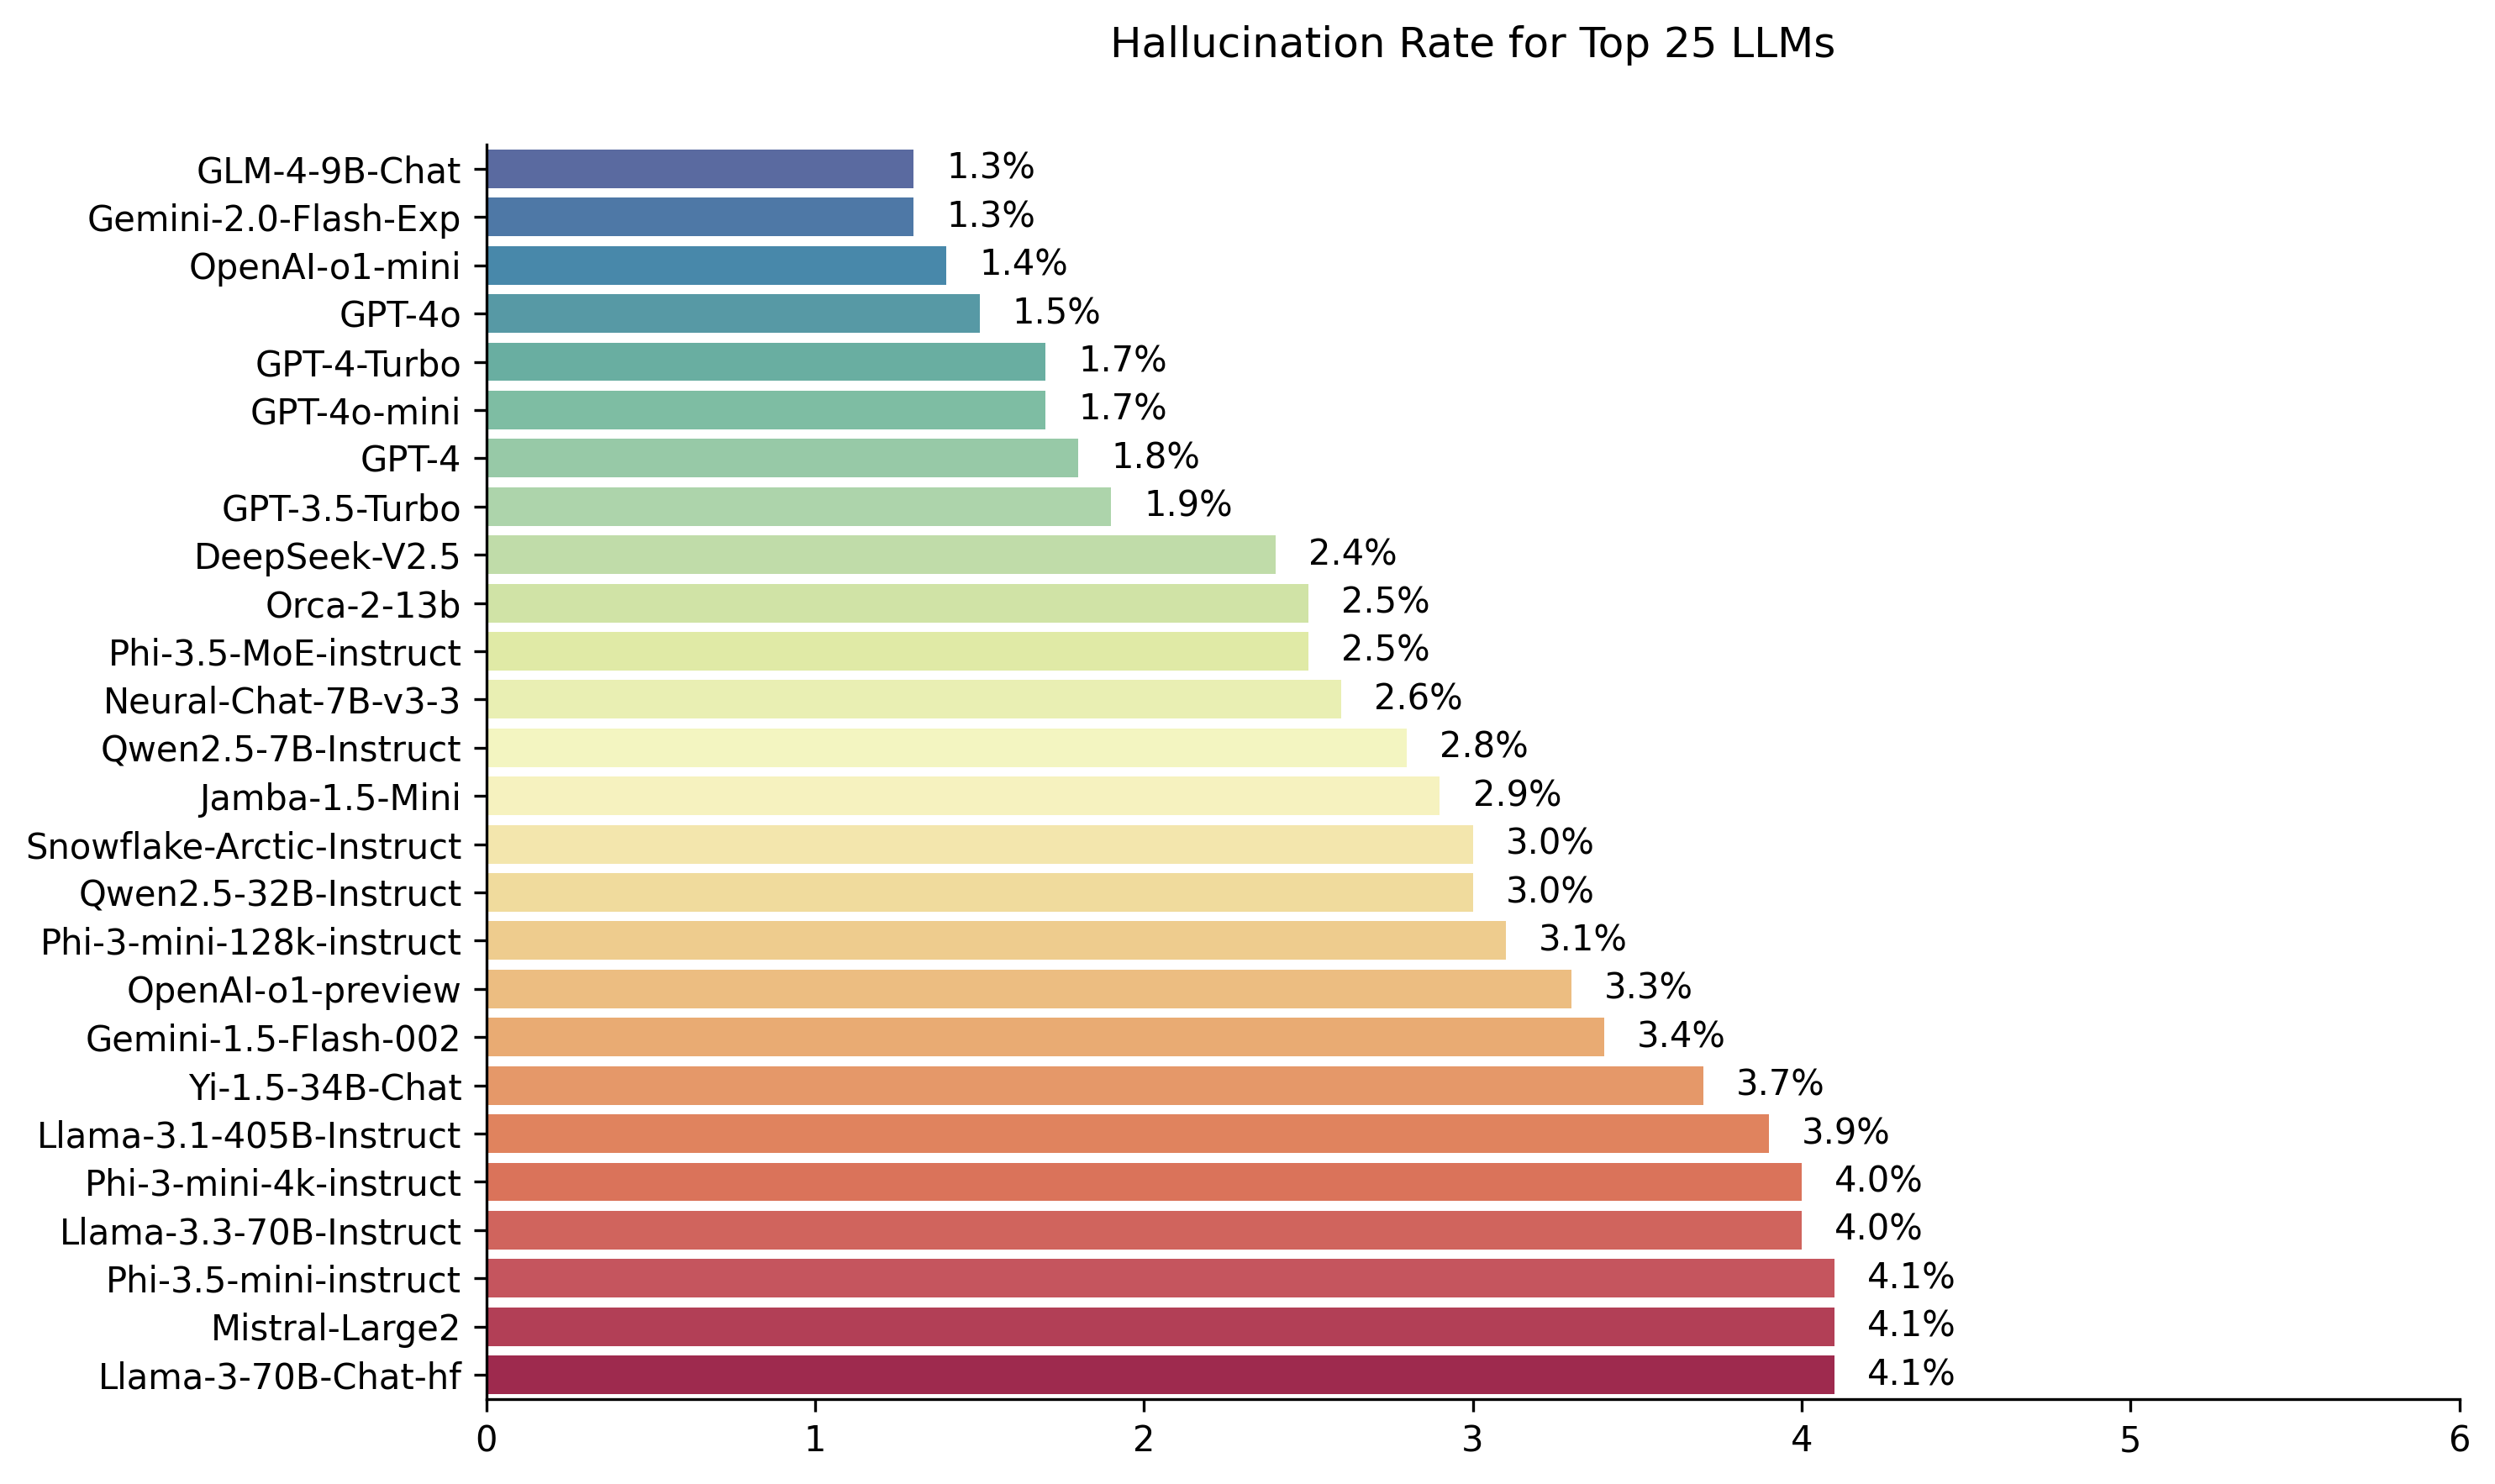 Hallucination Rate for Top 25 LLMs
GLM-4-9B-Chat 1.3%
Gemini-2.0-Flash-Exp 1.3%
OpenAI-o1-mini 1.4%
GPT-4o 1.5%
GPT-4-Turbo 1.7%
GPT-4o-mini 1.7%
GPT-4 1.8%
GPT-3.5-Turbo 1.9%
DeepSeek-V2.5 2.4%
Orca-2-13b 2.5%
Phi-3.5-MoE-instruct 2.5%
Neural-Chat-7B-v3-3 2.6%
Qwen2.5-7B-Instruct 2.8%
Jamba-1.5-Mini 2.9%
Snowflake-Arctic-Instruct 3.0%
Qwen2.5-32B-Instruct 3.0%
Phi-3-mini-128k-instruct 3.1%
OpenAI-o1-preview 3.3%
Gemini-1.5-Flash-002 3.4%
Yi-1.5-34B-Chat 3.7%
Llama-3.1-405B-Instruct 3.9%
Phi-3-mini-4k-instruct 4.0%
Llama-3.3-70B-Instruct 4.0%
Phi-3.5-mini-instruct 4.1%
Mistral-Large2 4.1%
Llama-3-70B-Chat-hf 4.1%
0 1 2 3 4 5 6